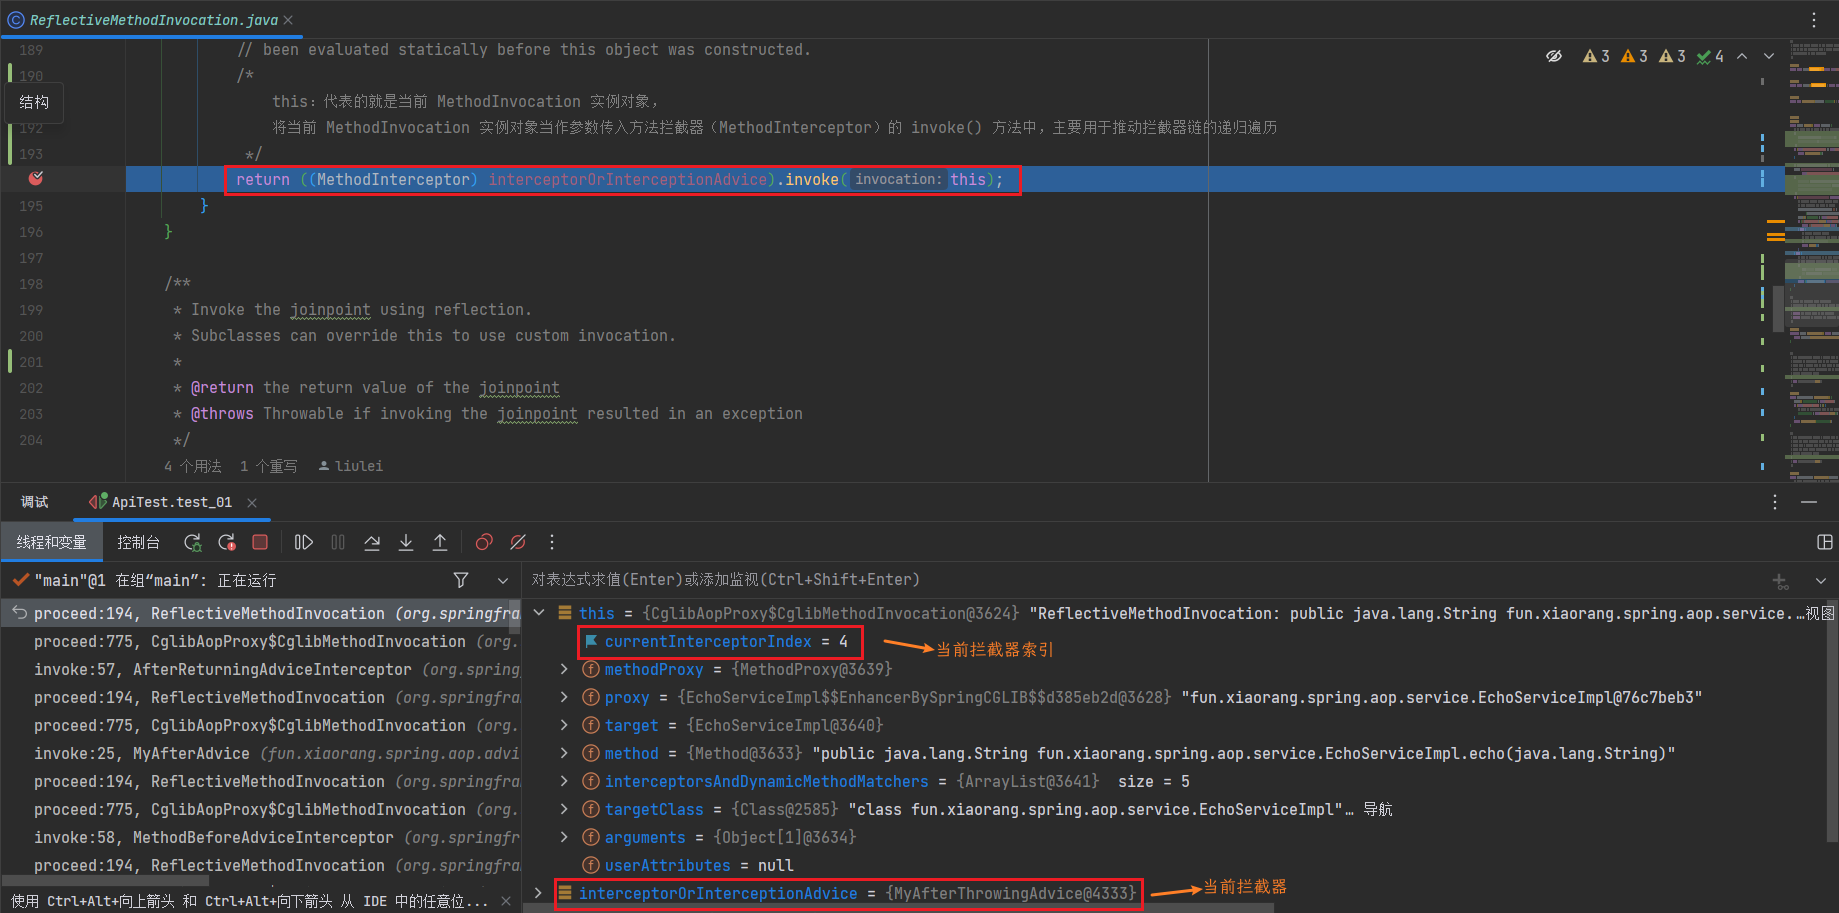 ReflectiveMethodInvocation.java
189 // been evaluated statically before this object was constructed.
190 /*
结构 this：代表的就是当前 MethodInvocation 实例对象，
192 将当前 MethodInvocation 实例对象当作参数传入方法拦截器（MethodInterceptor）的 invoke() 方法中，主要用于推动拦截器链的递归遍历
193 */
return ((MethodInterceptor) interceptorOrInterceptionAdvice).invoke( invocation: this);
195 }
196 }
197
198 /**
199 * Invoke the joinpoint using reflection.
200 * Subclasses can override this to use custom invocation.
201 *
202 * @return the return value of the joinpoint
203 * @throws Throwable if invoking the joinpoint resulted in an exception
204 */
4 个用法 1 个重写 liulei
3 3 3 4
调试 ApiTest.test_01
线程和变量 控制台
"main"@1 在组“main”: 正在运行
proceed:194, ReflectiveMethodInvocation (org.springfra
proceed:775, CglibAopProxy$CglibMethodInvocation (org.
invoke:57, AfterReturningAdviceInterceptor (org.spring
proceed:194, ReflectiveMethodInvocation (org.springfra
proceed:775, CglibAopProxy$CglibMethodInvocation (org.
invoke:25, MyAfterAdvice (fun.xiaorang.spring.aop.advi
proceed:194, ReflectiveMethodInvocation (org.springfra
proceed:775, CglibAopProxy$CglibMethodInvocation (org.
invoke:58, MethodBeforeAdviceInterceptor (org.springfr
proceed:194, ReflectiveMethodInvocation (org.springfra
使用 Ctrl+Alt+向上箭头 和 Ctrl+Alt+向下箭头 从 IDE 中的任意位...
对表达式求值(Enter)或添加监视(Ctrl+Shift+Enter)
this = {CglibAopProxy$CglibMethodInvocation@3624} "ReflectiveMethodInvocation: public java.lang.String fun.xiaorang.spring.aop.service.… 视图
currentInterceptorIndex = 4 当前拦截器索引
methodProxy = {MethodProxy@3639}
proxy = {EchoServiceImpl$$EnhancerBySpringCGLIB$$d385eb2d@3628} "fun.xiaorang.spring.aop.service.EchoServiceImpl@76c7beb3"
target = {EchoServiceImpl@3640}
method = {Method@3633} "public java.lang.String fun.xiaorang.spring.aop.service.EchoServiceImpl.echo(java.lang.String)"
interceptorsAndDynamicMethodMatchers = {ArrayList@3641} size = 5
targetClass = {Class@2585} "class fun.xiaorang.spring.aop.service.EchoServiceImpl"… 导航
arguments = {Object[1]@3634}
userAttributes = null
interceptorOrInterceptionAdvice = {MyAfterThrowingAdvice@4333} 当前拦截器